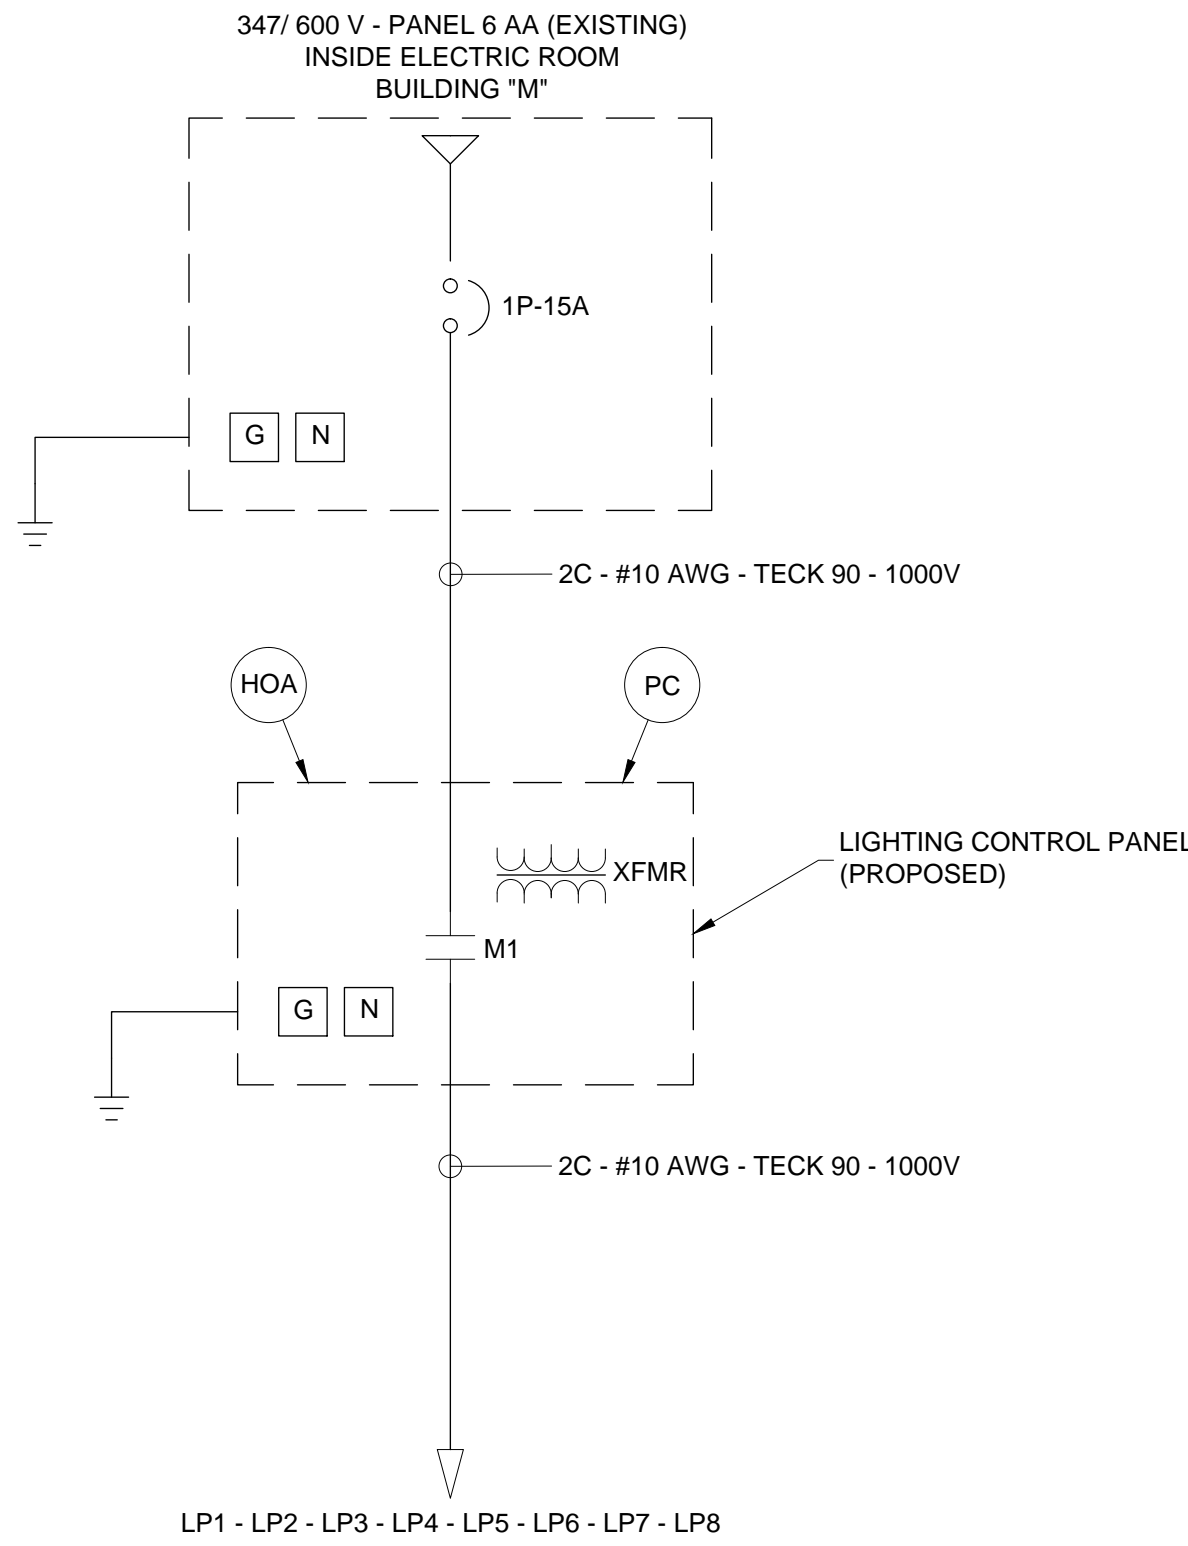 347/ 600 V - PANEL 6 AA (EXISTING)
INSIDE ELECTRIC ROOM
BUILDING "M"
1P-15A
G N
2C - #10 AWG - TECK 90 - 1000V
HOA
PC
LIGHTING CONTROL PANEL
(PROPOSED)
XFMR
M1
G N
2C - #10 AWG - TECK 90 - 1000V
LP1 - LP2 - LP3 - LP4 - LP5 - LP6 - LP7 - LP8